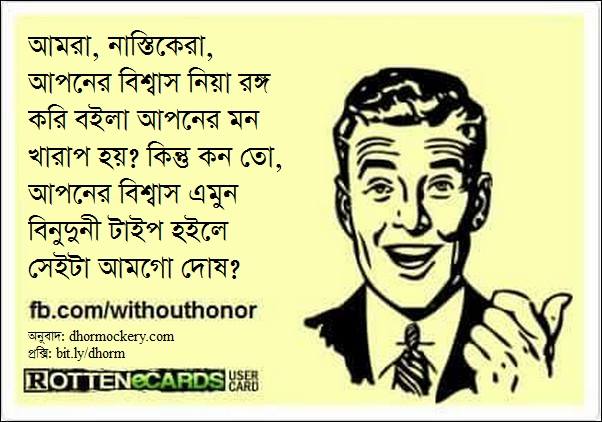 আমরা, নাস্তিকেরা,
আপনের বিশ্বাস নিয়া রঙ্গ
করি বইলা আপনের মন
খারাপ হয়? কিন্তু কন তো,
আপনের বিশ্বাস এমুন
বিনুদুনী টাইপ হইলে
সেইটা আমগো দোষ?
fb.com/withouthonor
অনুবাদ: dhormockery.com
প্রক্সি: bit.ly/dhorm
ROTTENeCARDS USER
CARD